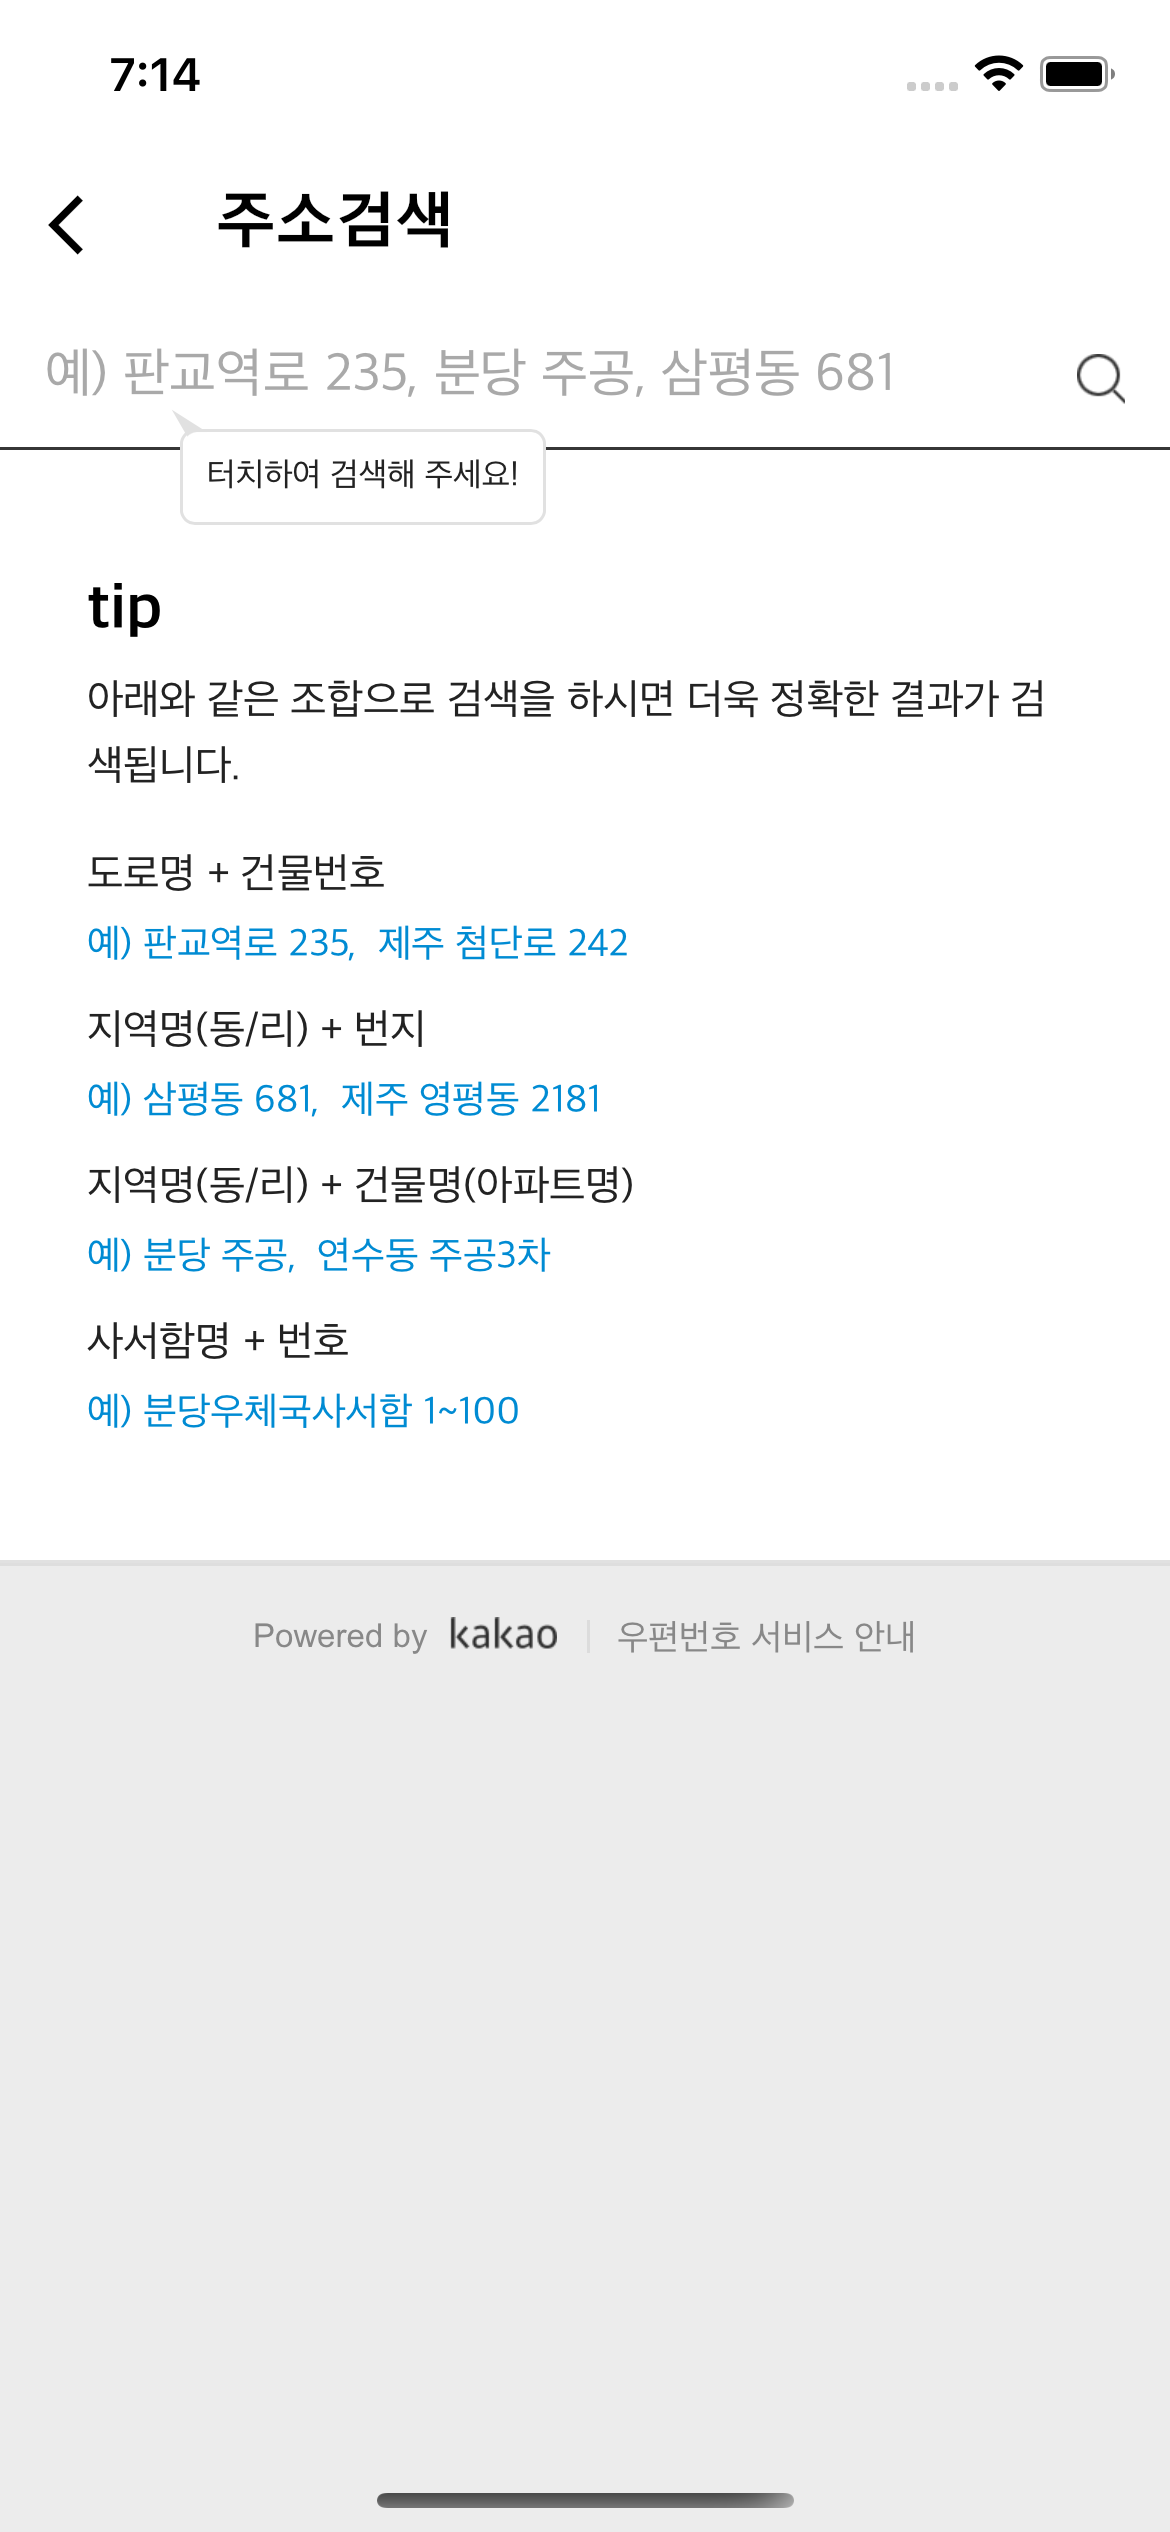 7:14
주소검색
예) 판교역로 235, 분당 주공, 삼평동 681
터치하여 검색해 주세요!
tip
아래와 같은 조합으로 검색을 하시면 더욱 정확한 결과가 검
색됩니다.
도로명 + 건물번호
예) 판교역로 235, 제주 첨단로 242
지역명(동/리) + 번지
예) 삼평동 681, 제주 영평동 2181
지역명(동/리) + 건물명(아파트명)
예) 분당 주공, 연수동 주공3차
사서함명 + 번호
예) 분당우체국사서함 1~100
Powered by kakao 우편번호 서비스 안내